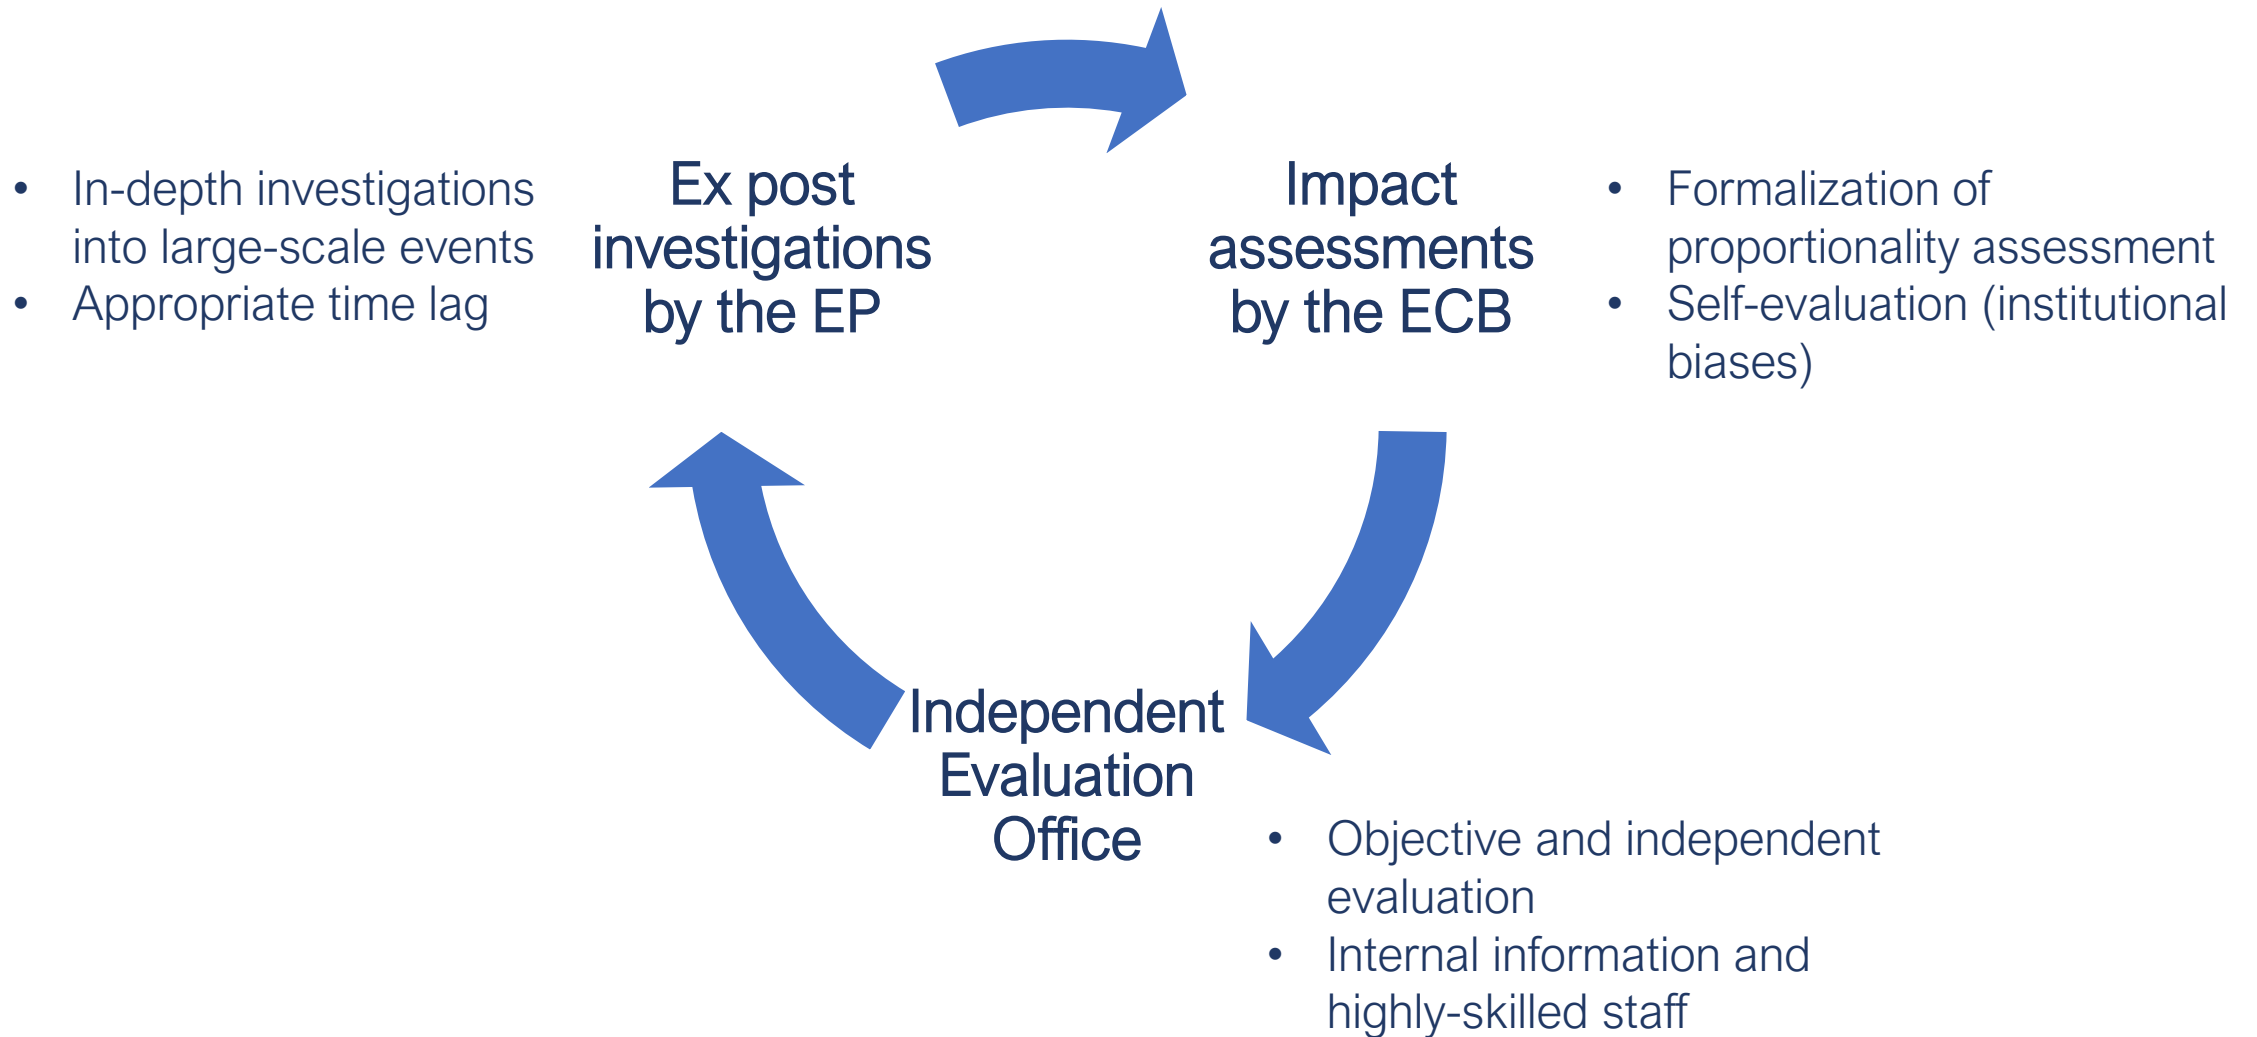 • In-depth investigations
into large-scale events
• Appropriate time lag
Ex post
investigations
by the EP
Impact
assessments
by the ECB
• Formalization of
proportionality assessment
• Self-evaluation (institutional
biases)
Independent
Evaluation
Office
• Objective and independent
evaluation
• Internal information and
highly-skilled staff